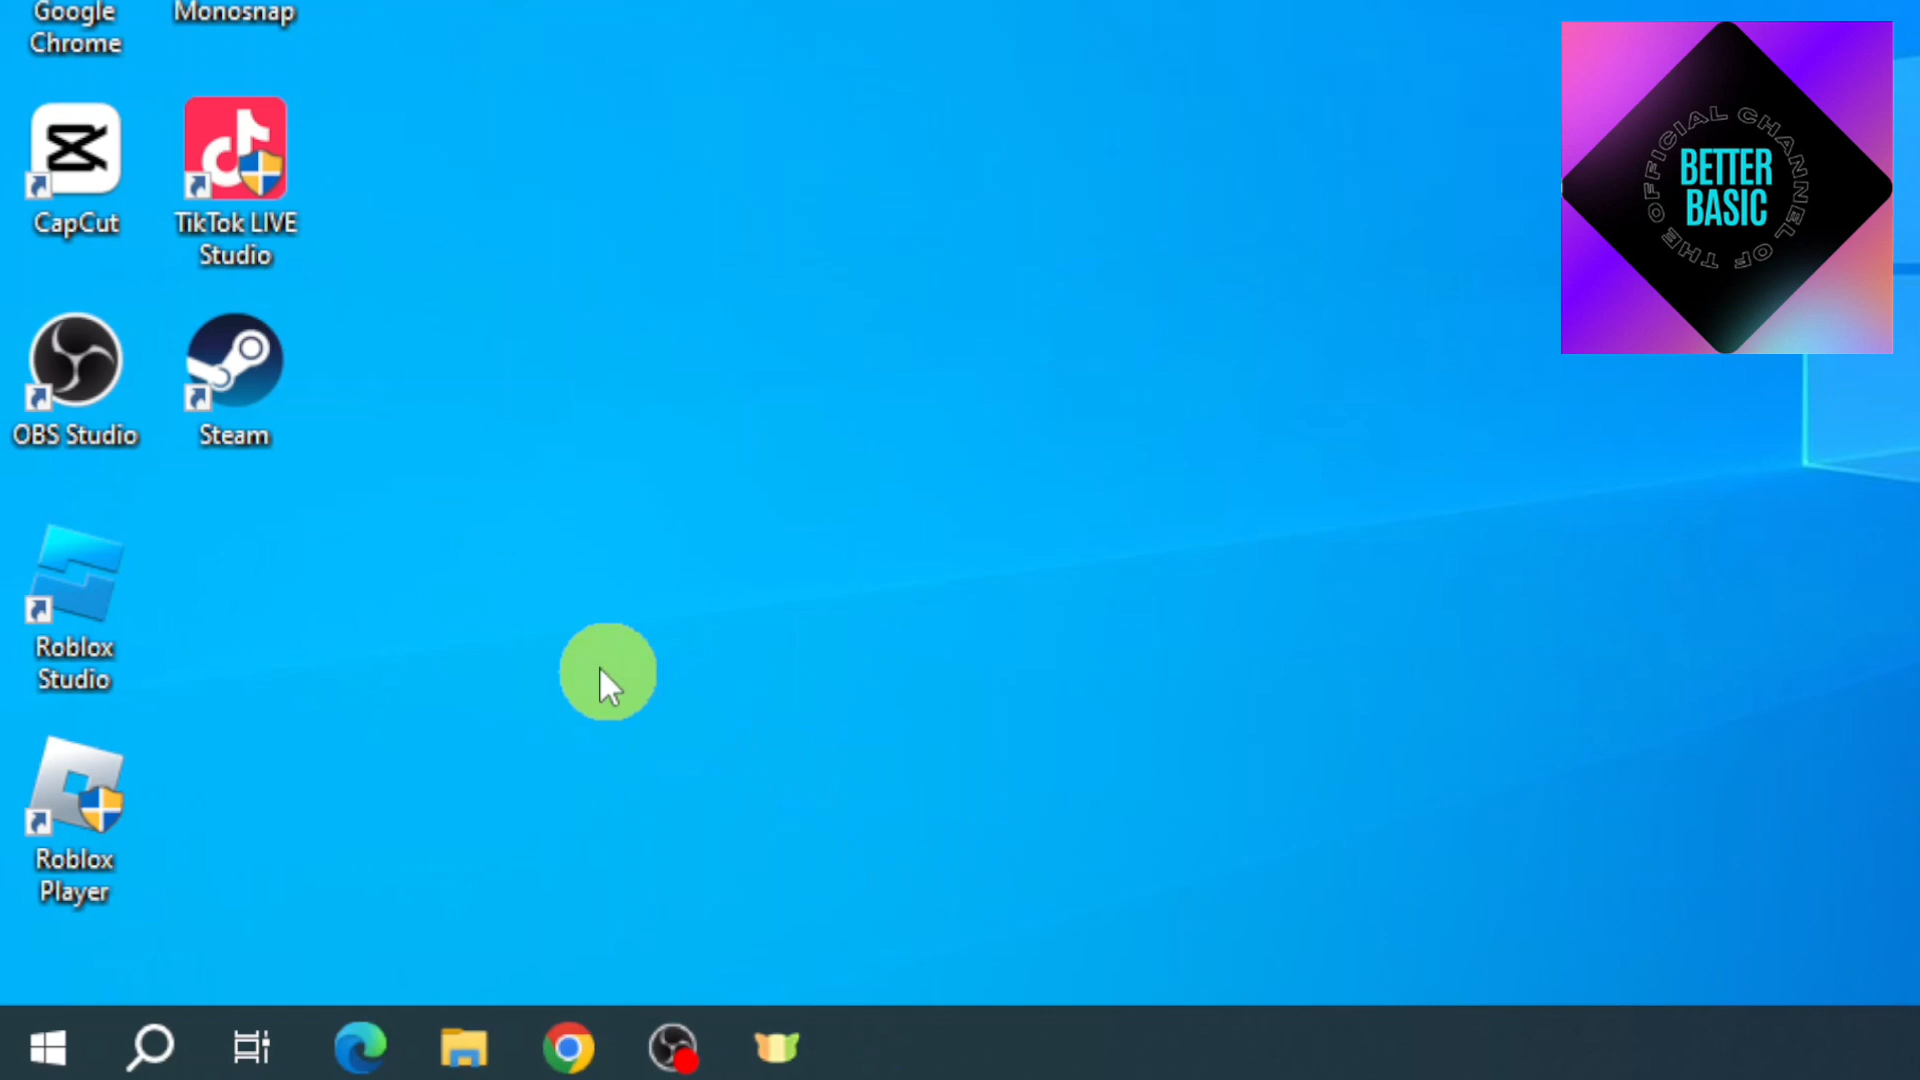 Google
Chrome
Monosnap
CapCut
TikTok LIVE
Studio
OBS Studio
Steam
Roblox
Studio
Roblox
Player
OFFICIAL CHANNEL OF THE
BETTER
BASIC